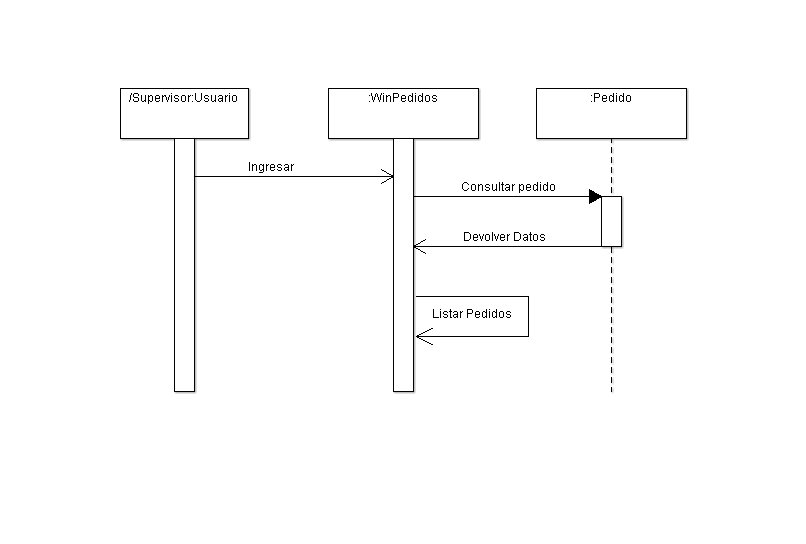 /Supervisor:Usuario
:WinPedidos
:Pedido
Ingresar
Consultar pedido
Devolver Datos
Listar Pedidos